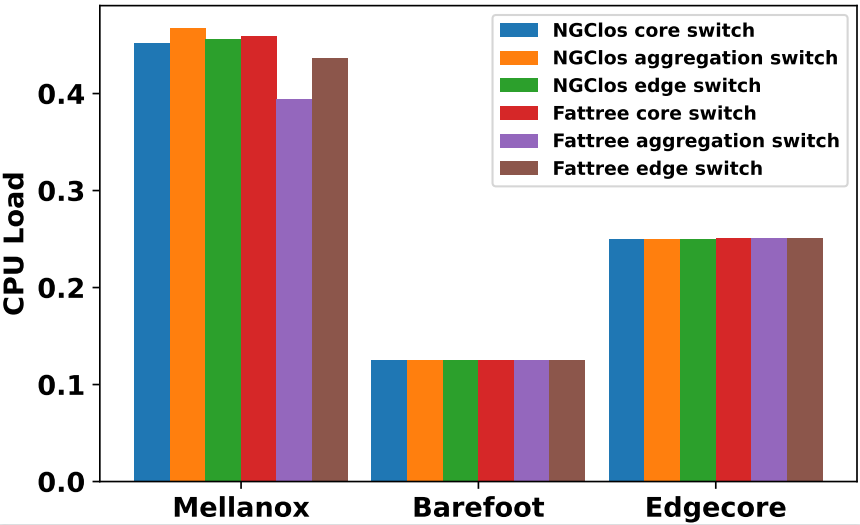 NGClos core switch
NGClos aggregation switch
NGClos edge switch
Fattree core switch
Fattree aggregation switch
Fattree edge switch
CPU Load
0.4
0.3
0.2
0.1
0.0
Mellanox Barefoot Edgecore